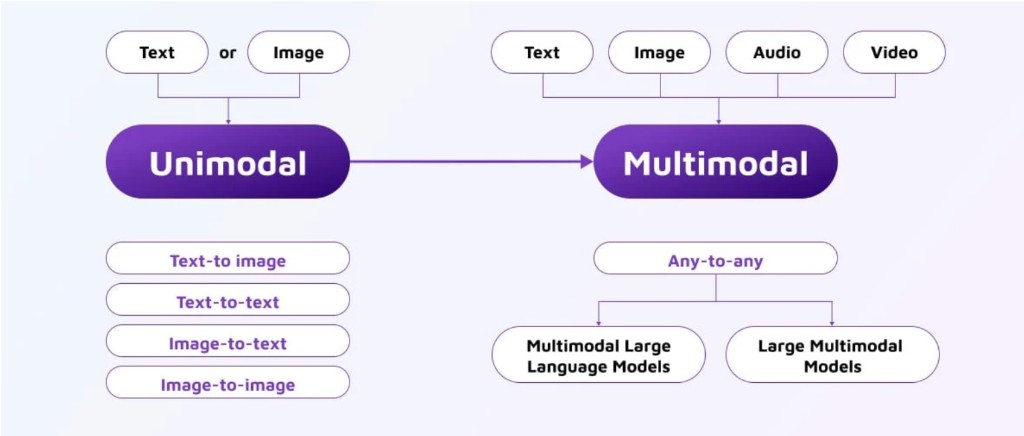 Text or Image
Text Image Audio Video
Unimodal
Multimodal
Text-to image
Text-to-text
Image-to-text
Image-to-image
Any-to-any
Multimodal Large
Language Models
Large Multimodal
Models